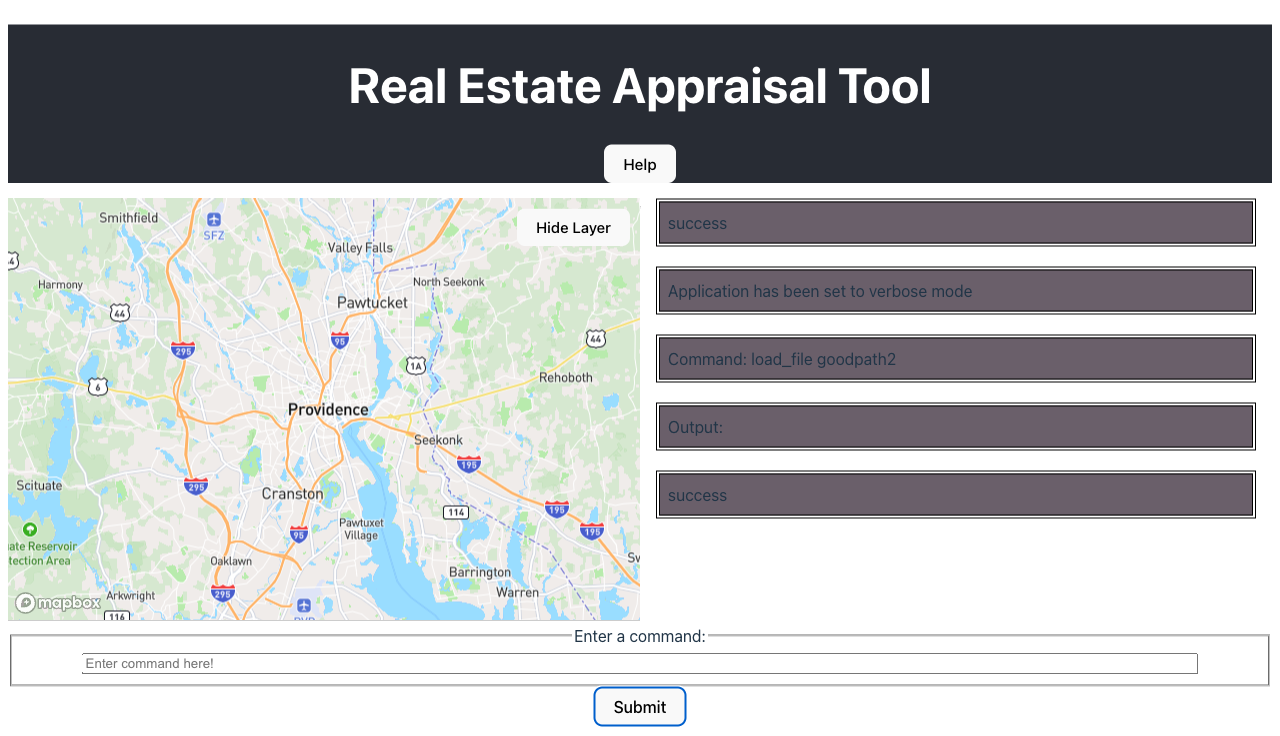 Real Estate Appraisal Tool
Help
Smithfield
SFZ
Hide Layer
Valley Falls
Harmony
North Seekonk
44
Pawtucket
295
95
44
1A
6
Rehoboth
Providence
Seekonk
195
Scituate
295
Cranston
114
195
95
Pawtuxet
Village
195
ate Reservoir
tection Area
Oaklawn
Barrington
Warren
295
Arkwright
mapbox
116
success
Application has been set to verbose mode
Command: load_file goodpath2
Output:
success
Enter a command:
Enter command here!
Submit